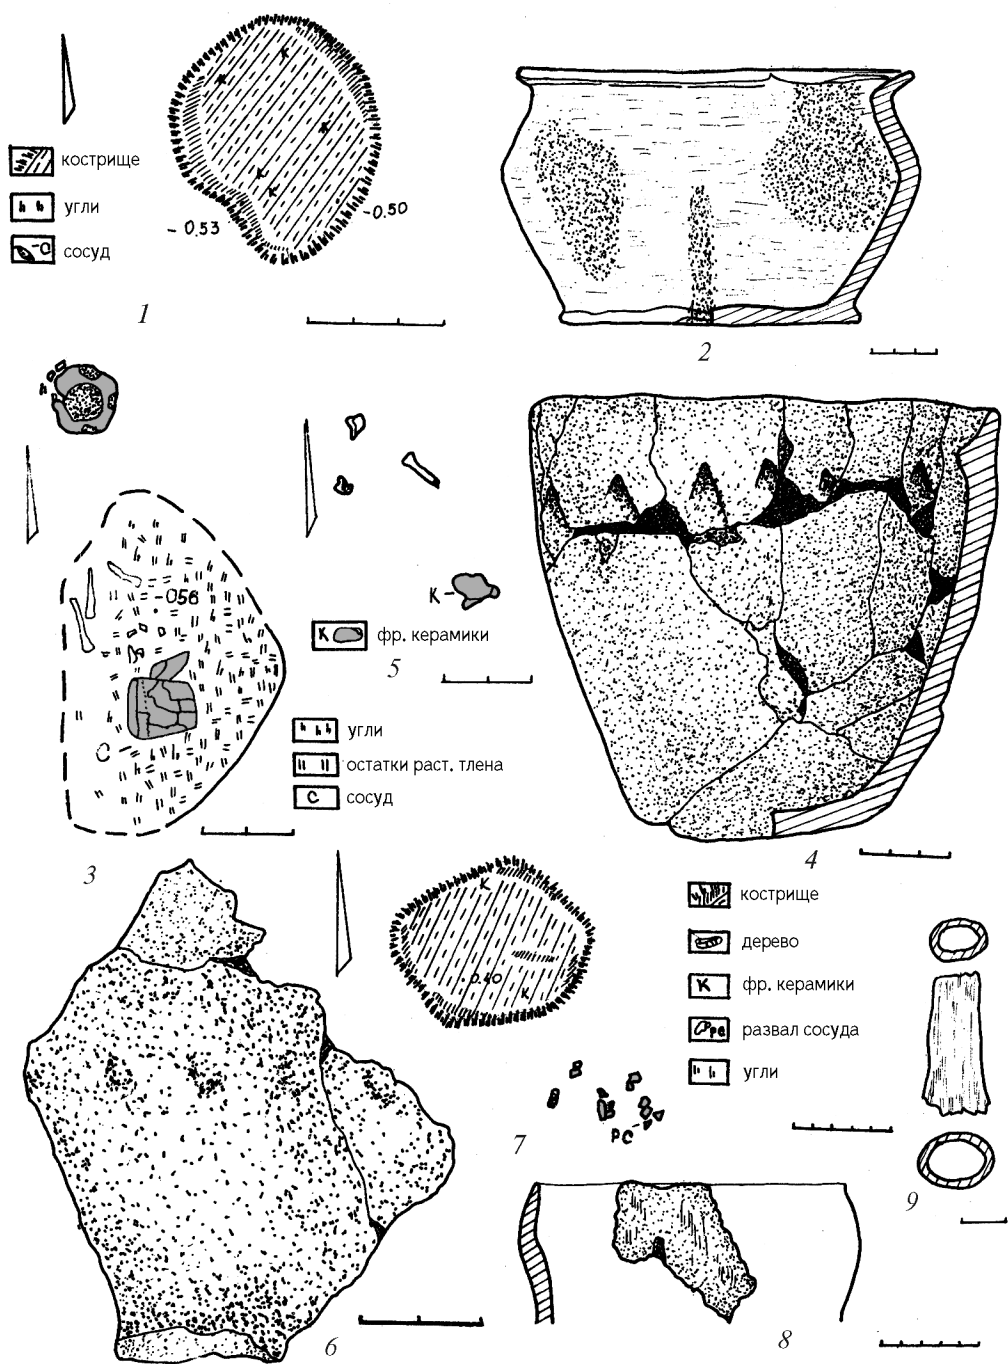 кострище
угли
- С
сосуд
К
К
К
К
К
- 0.53
-0.50
1
2
-056
С
3
К-
К
фр. керамики
5
угли
остатки раст. тлена
С
сосуд
4
6
К
.0.40
К
кострище
дерево
К
фр. керамики
РС
развал сосуда
угли
РС-
7
8
9